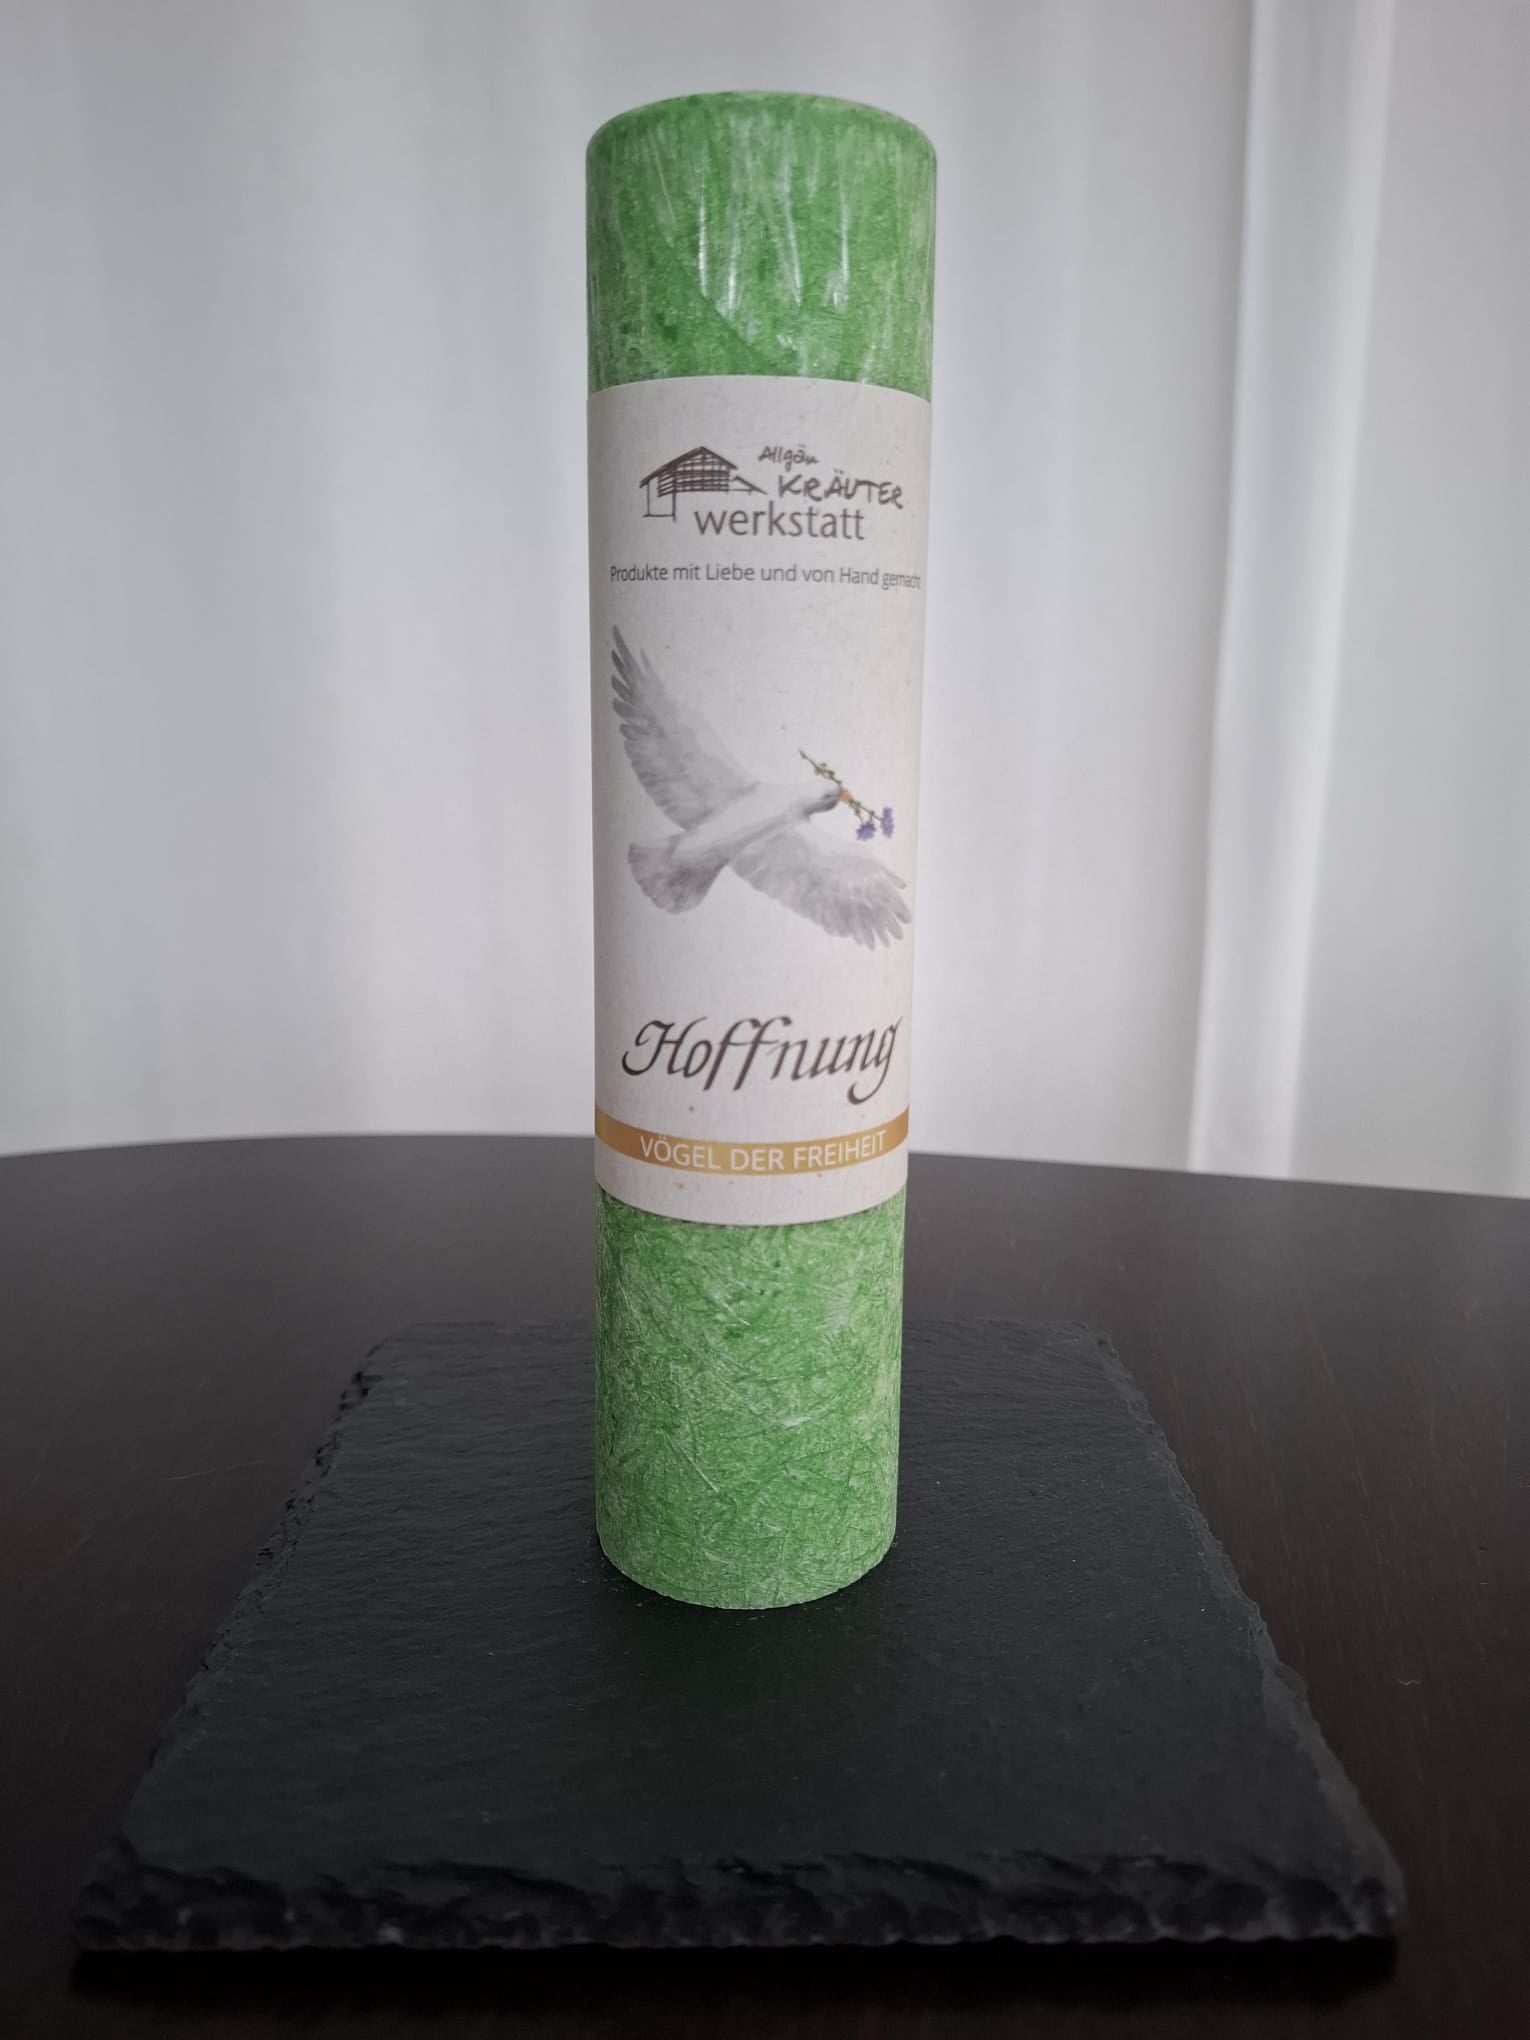 Allgäu
KRÄUTER
werkstatt
Produkte mit Liebe und von Hand gemacht
Hoffnung
VÖGEL DER FREIHEIT